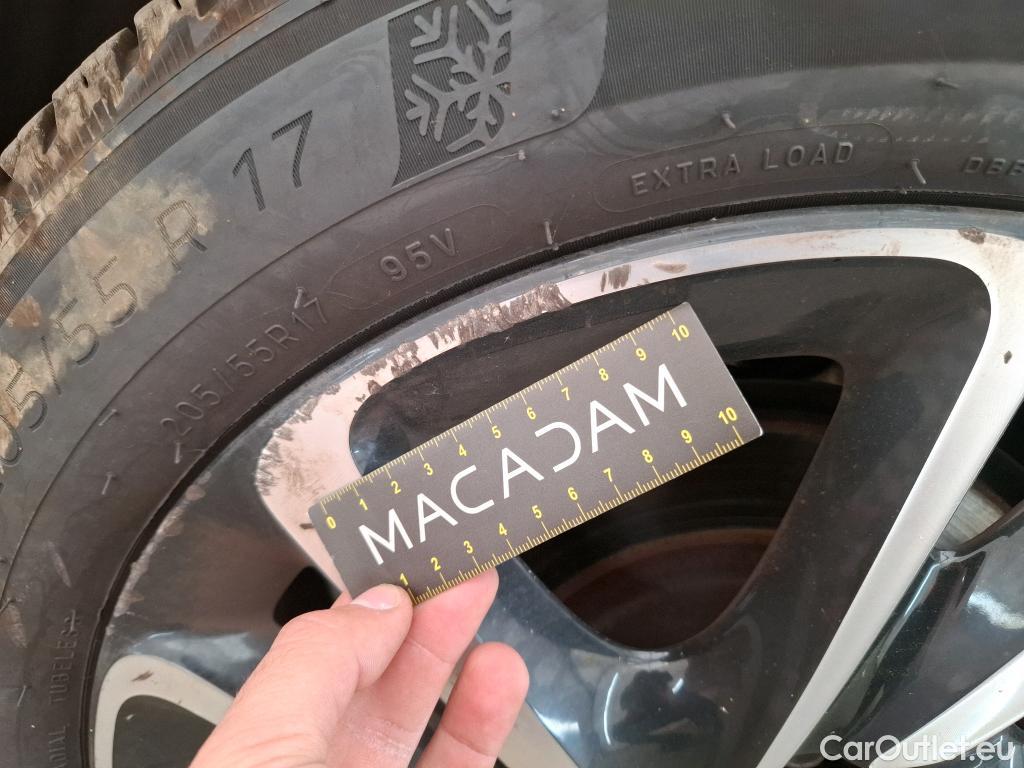 17
/55 R
EXTRA LOAD
95V
205/55R17
TUBELESS
0 1 2 3 4 5 6 7 8 9 10
MACADAM
1 2 3 4 5 6 7 8 9 10
CarOutlet.eu